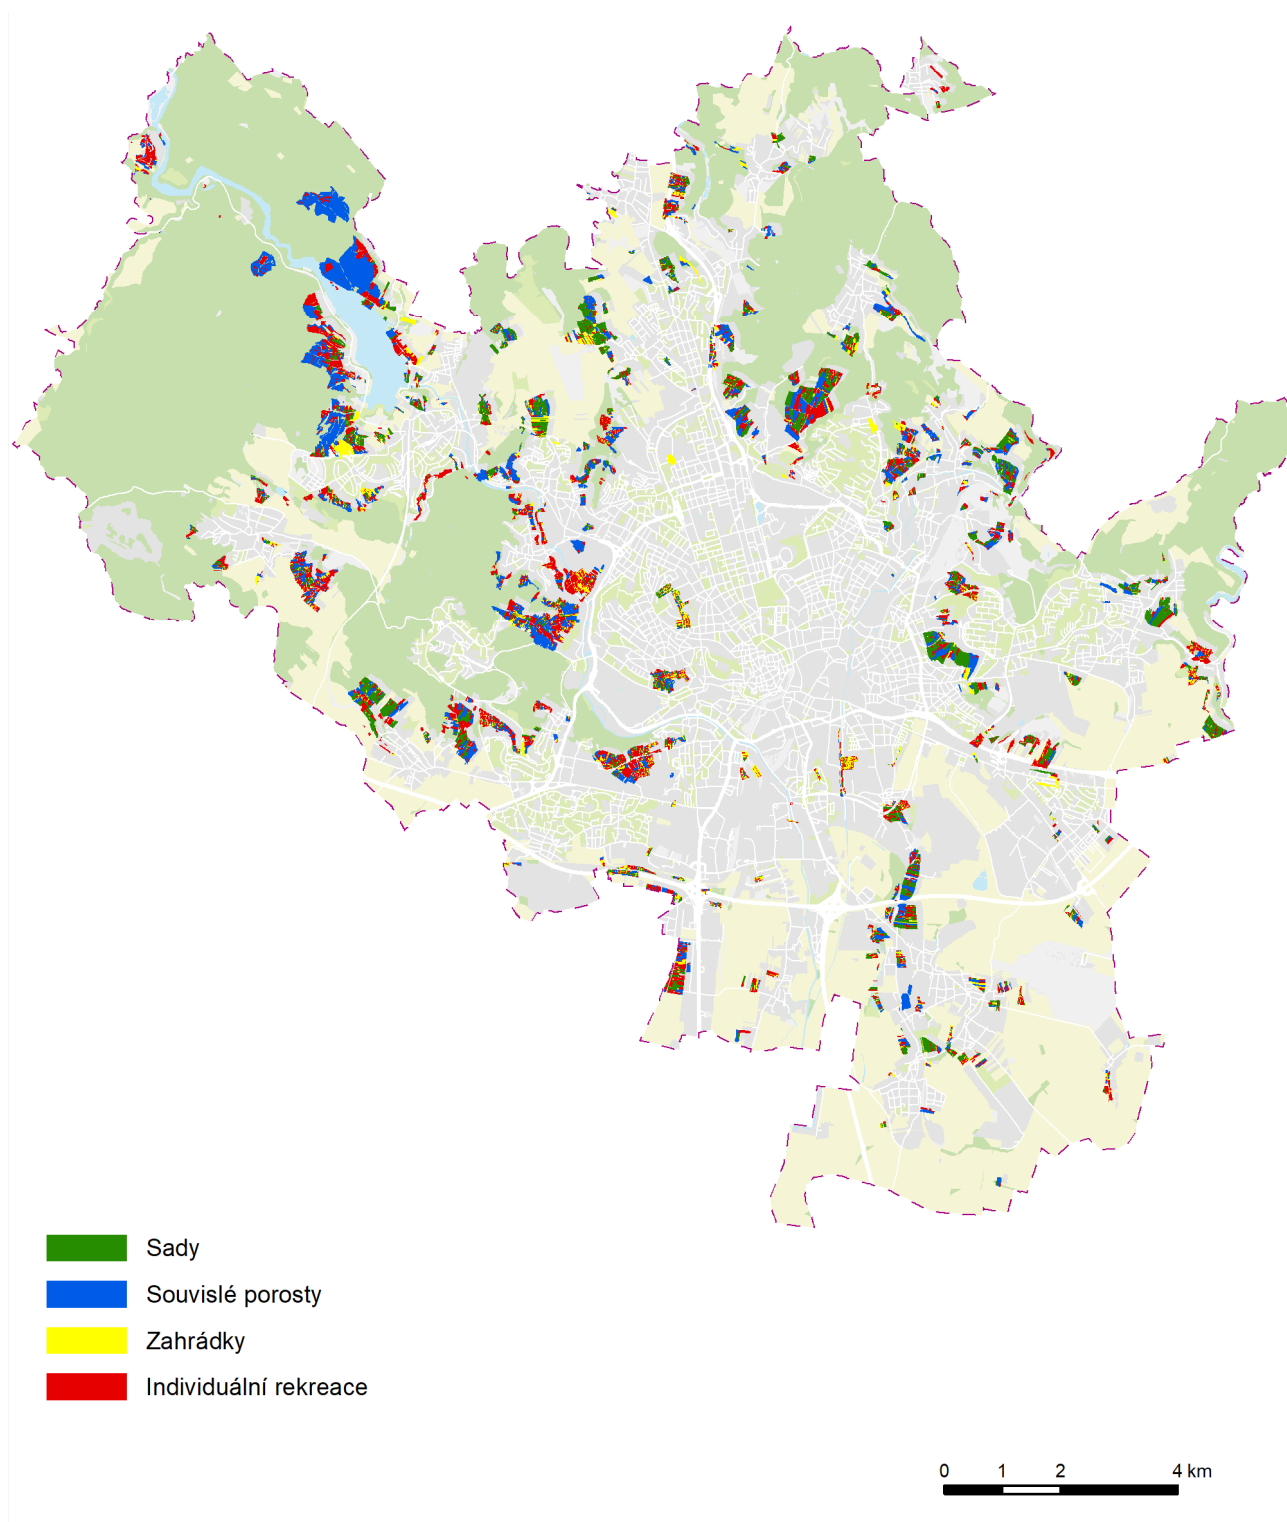 Sady
Souvislé porosty
Zahrádky
Individuální rekreace
0 1 2 4 km